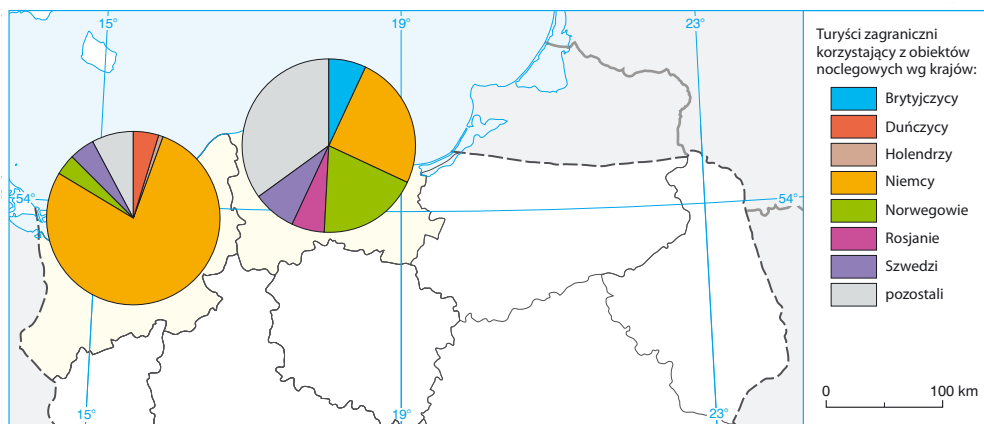 15°
19°
23°
54°
54°
15°
19°
23°
Turyści zagraniczni
korzystający z obiektów
noclegowych wg krajów:
Brytyjczycy
Duńczycy
Holendrzy
Niemcy
Norwegowie
Rosjanie
Szwedzi
pozostali
0 100 km